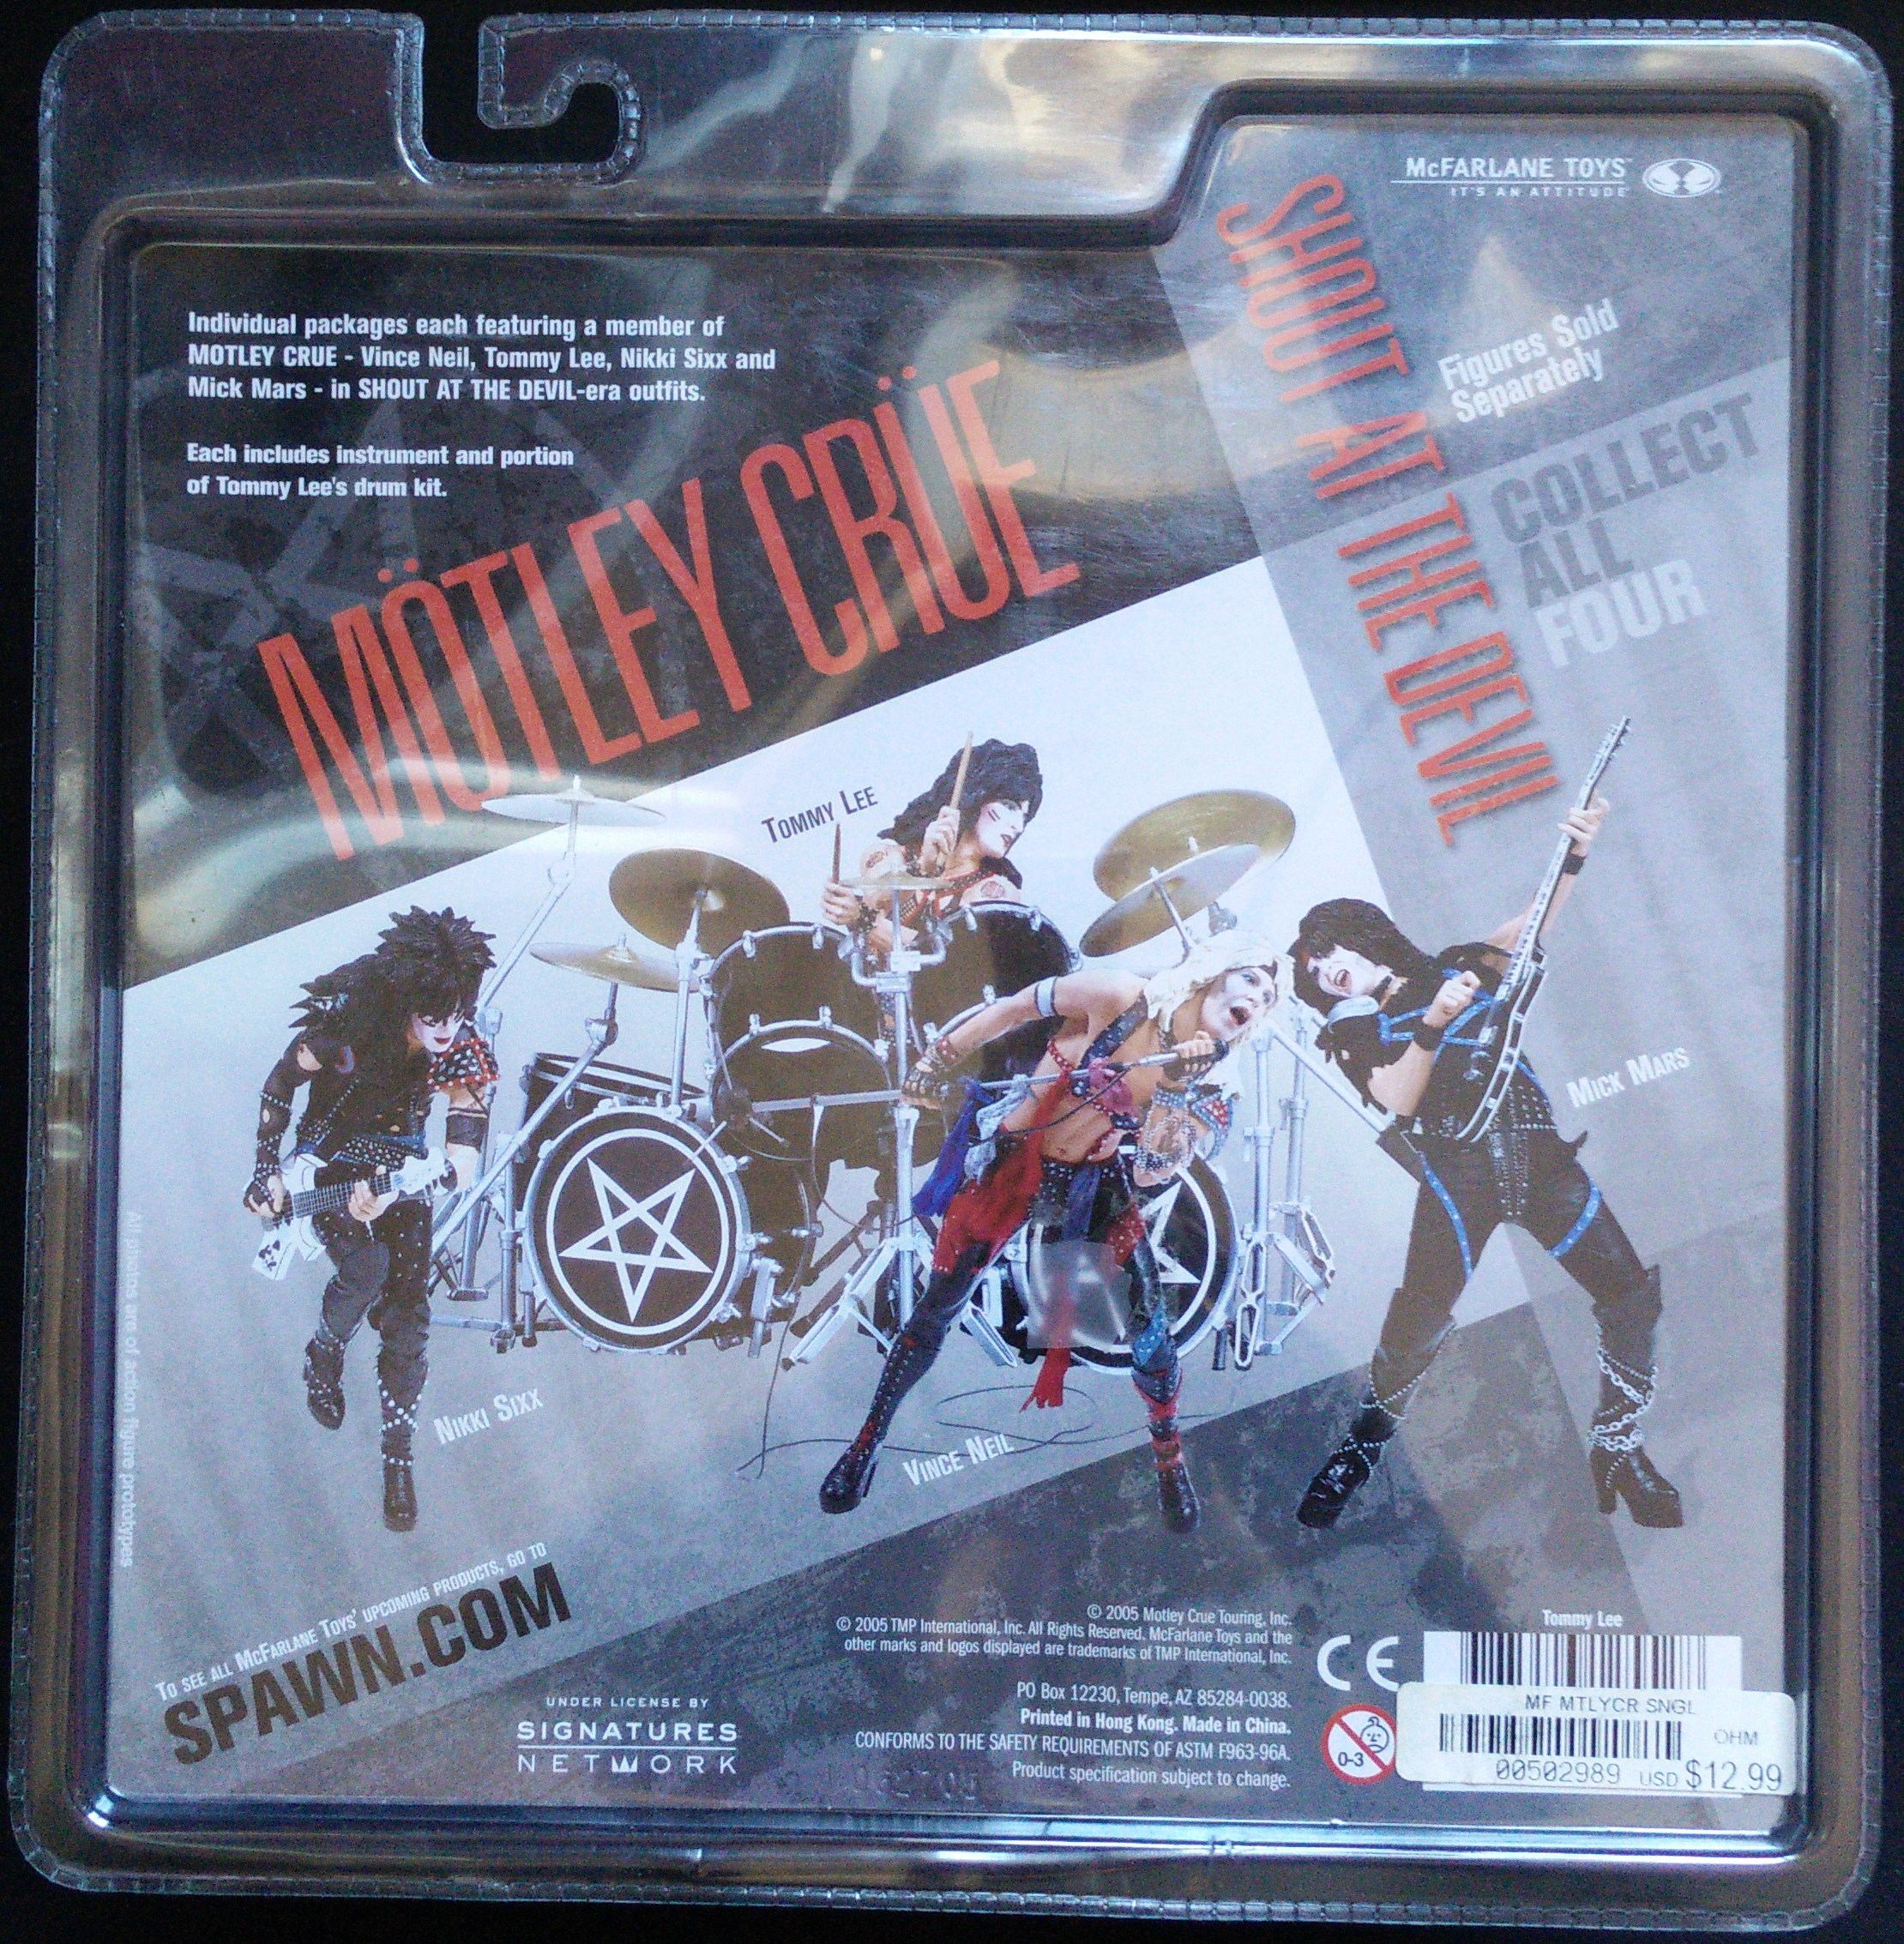 McFARLANE TOYS™
IT'S AN ATTITUDE
Individual packages each featuring a member of
MOTLEY CRUE - Vince Neil, Tommy Lee, Nikki Sixx and
Mick Mars - in SHOUT AT THE DEVIL-era outfits.
Each includes instrument and portion
of Tommy Lee's drum kit.
MÖTLEY CRÜE
SHOUT AT THE DEVIL
Figures Sold
Separately
COLLECT
ALL
FOUR
TOMMY LEE
MICK MARS
NIKKI SIXX
VINCE NEIL
All photos are of action figure prototypes
TO SEE ALL MCFARLANE TOYS' UPCOMING PRODUCTS, GO TO
SPAWN.COM
UNDER LICENSE BY
SIGNATURES
NETWORK
© 2005 Motley Crue Touring, Inc.
© 2005 TMP International, Inc. All Rights Reserved. McFarlane Toys and the
other marks and logos displayed are trademarks of TMP International, Inc.
PO Box 12230, Tempe, AZ 85284-0038.
Printed in Hong Kong. Made in China.
CONFORMS TO THE SAFETY REQUIREMENTS OF ASTM F963-96A.
Product specification subject to change.
CE
0-3
Tommy Lee
MF MTLYCR SNGL
OHM
00502989 USD $12.99